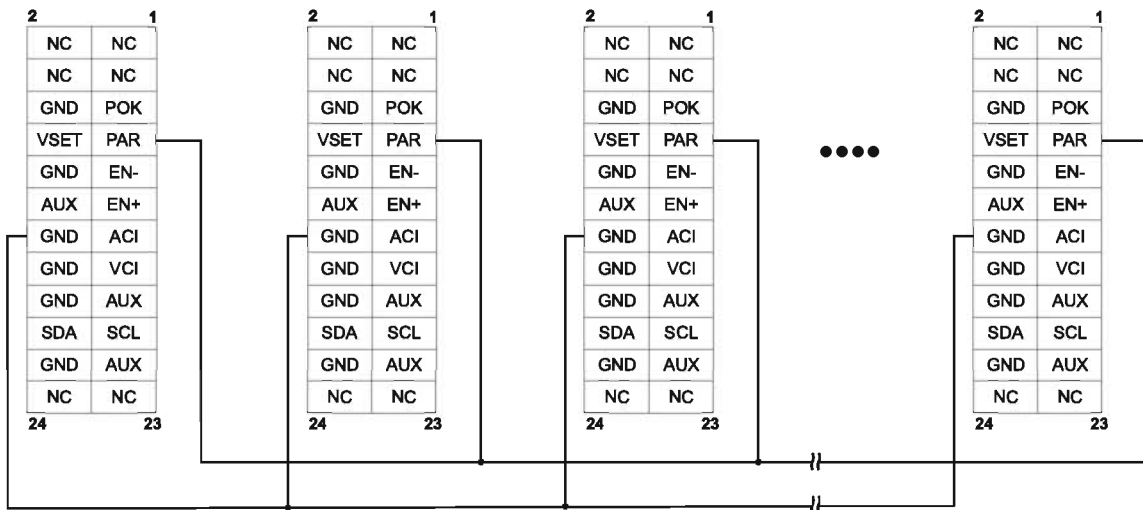 2 1 2 1 2 1 2 1
NC NC NC NC NC NC NC NC
NC NC NC NC NC NC NC NC
GND POK GND POK GND POK GND POK
VSET PAR VSET PAR VSET PAR VSET PAR
GND EN- GND EN- GND EN- GND EN-
AUX EN+ AUX EN+ AUX EN+ AUX EN+
GND ACI GND ACI GND ACI GND ACI
GND VCI GND VCI GND VCI GND VCI
GND AUX GND AUX GND AUX GND AUX
SDA SCL SDA SCL SDA SCL SDA SCL
GND AUX GND AUX GND AUX GND AUX
NC NC NC NC NC NC NC NC
24 23 24 23 24 23 24 23